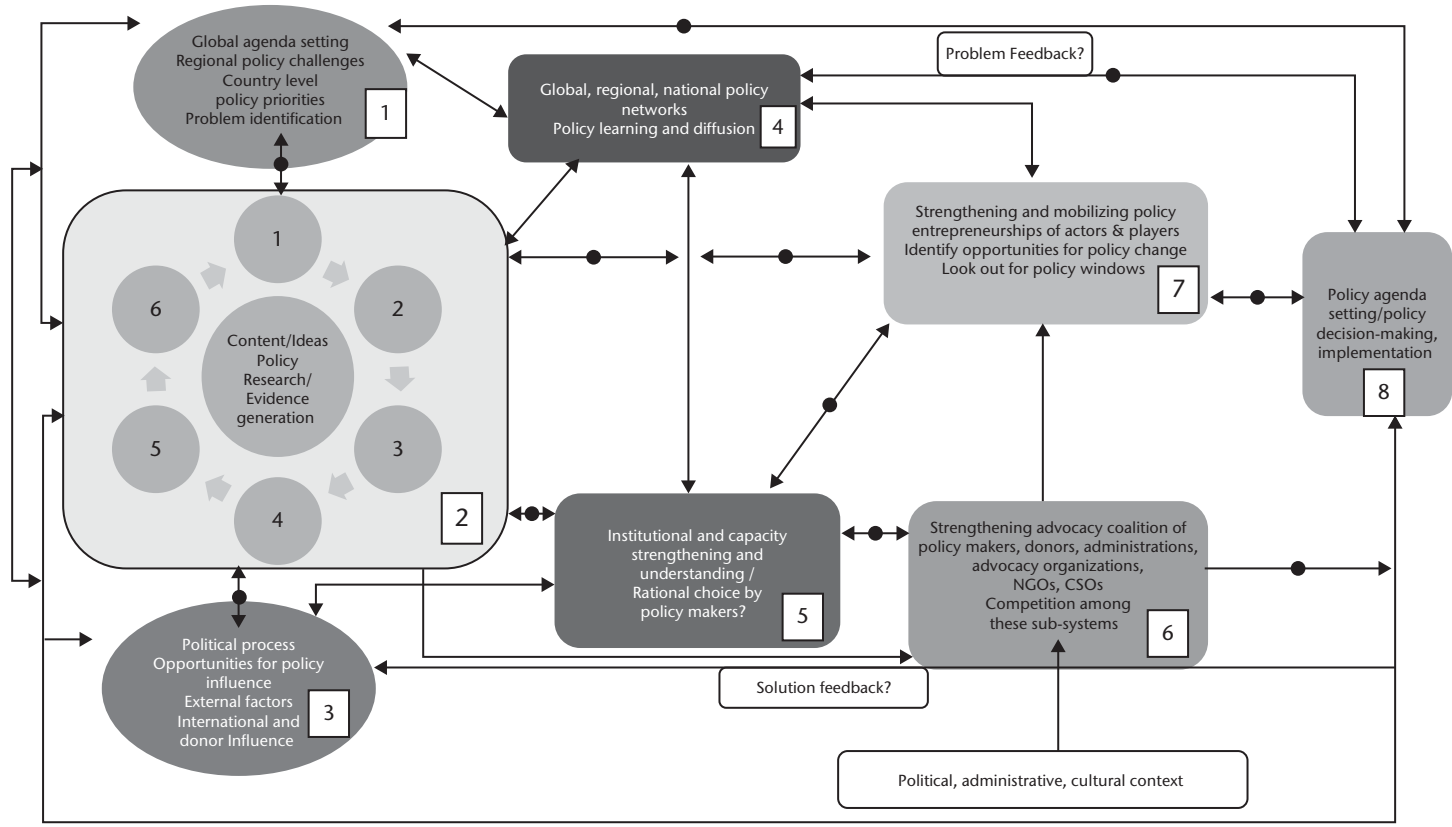 Global agenda setting
Regional policy challenges
Country level
policy priorities
Problem identification
1
Global, regional, national policy
networks
Policy learning and diffusion
4
Problem Feedback?
Strengthening and mobilizing policy
entrepreneurships of actors & players
Identify opportunities for policy change
Look out for policy windows
7
Policy agenda
setting/policy
decision-making,
implementation
8
1
2
3
4
5
6
Content/Ideas
Policy
Research/
Evidence
generation
2
Institutional and capacity
strengthening and
understanding /
Rational choice by
policy makers?
5
Strengthening advocacy coalition of
policy makers, donors, administrations,
advocacy organizations,
NGOs, CSOs
Competition among
these sub-systems
6
Political process
Opportunities for policy
influence
External factors
International and
donor Influence
3
Solution feedback?
Political, administrative, cultural context